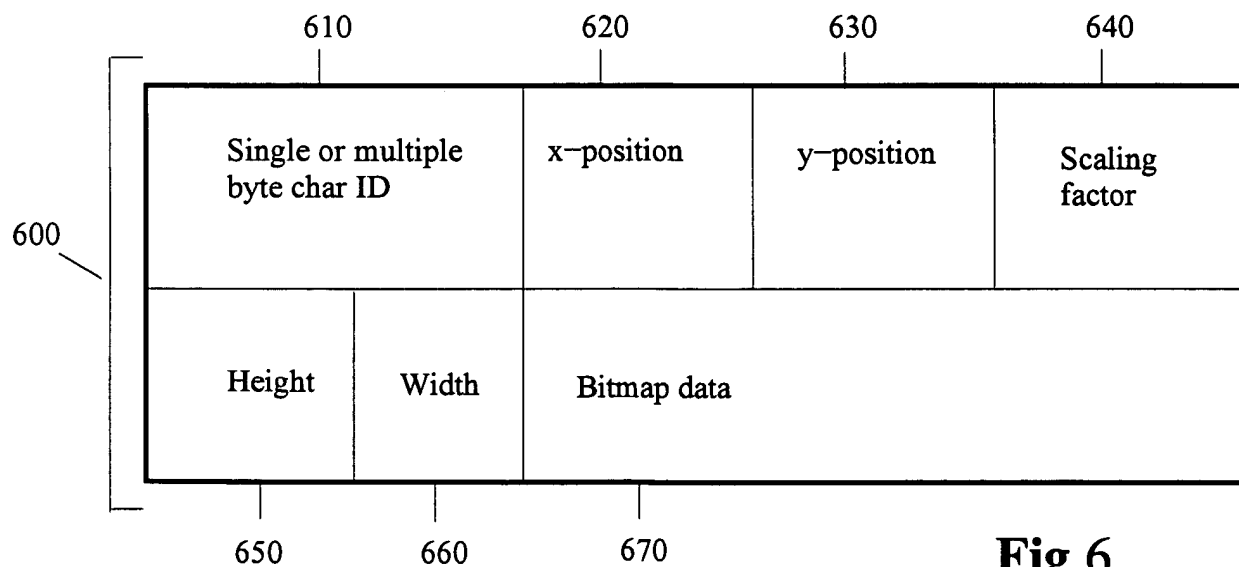 610 620 630 640
Single or multiple
byte char ID
x-position
y-position
Scaling
factor
600
Height
Width
Bitmap data
650 660 670
Fig 6